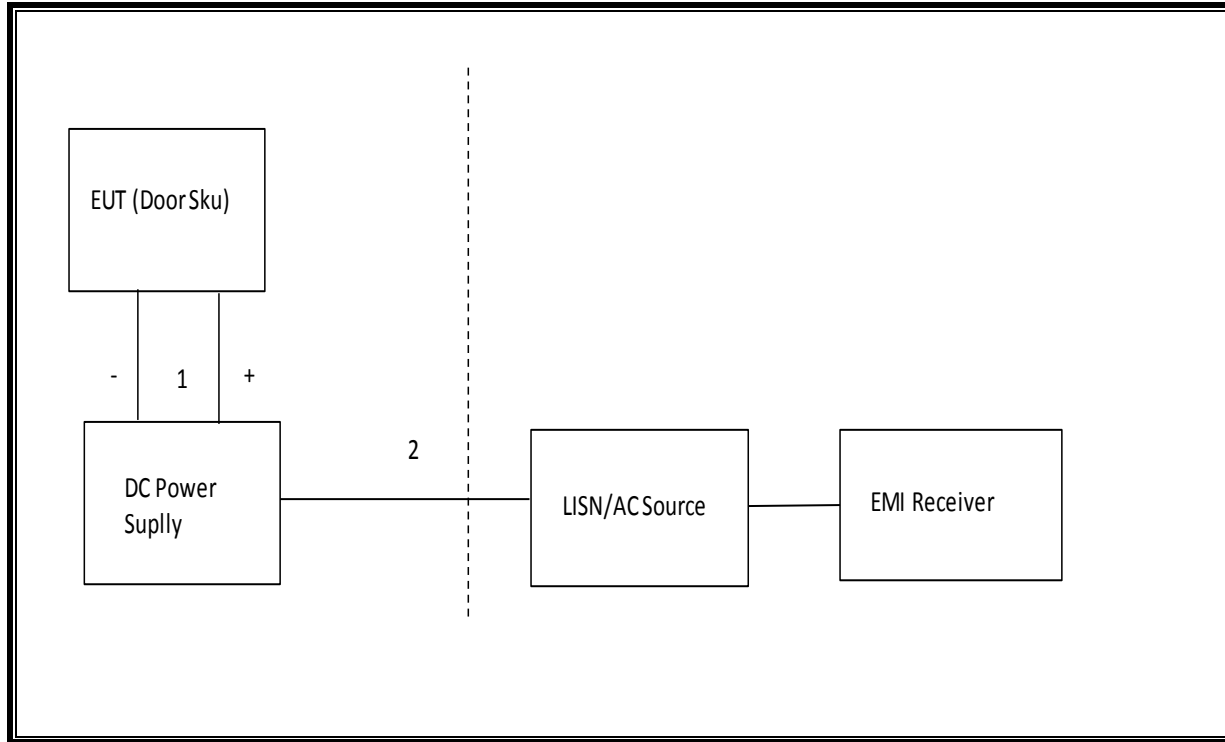 EUT (Door Sku)
-
1
+
2
DC Power
Suplly
LISN/AC Source
EMI Receiver